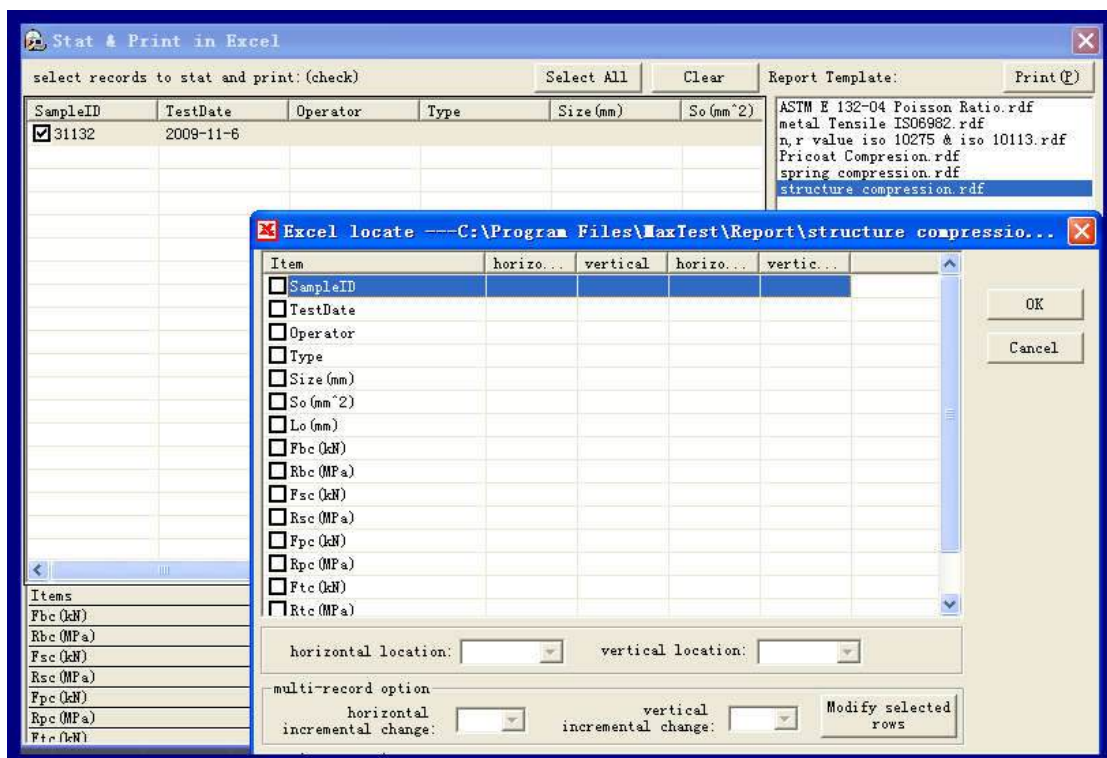 Stat & Print in Excel
select records to stat and print:(check)
Select All
Clear
Report Template:
Print(P)
SampleID TestDate Operator Type Size(mm) So(mm^2)
31132 2009-11-6
ASTM E 132-04 Poisson Ratio.rdf
metal Tensile ISO6982.rdf
n,r value iso 10275 & iso 10113.rdf
Pricoat Compresion.rdf
spring compression.rdf
structure compression.rdf
Excel locate ---C:\Program Files\MaxTest\Report\structure compressio...
Item horizo... vertical horizo... vertic...
SampleID
TestDate
Operator
Type
Size(mm)
So(mm^2)
Lo(mm)
Fbc(kN)
Rbc(MPa)
Fsc(kN)
Rsc(MPa)
Fpc(kN)
Rpc(MPa)
Ftc(kN)
Rtc(MPa)
OK
Cancel
Items
Fbc(kN)
Rbc(MPa)
Fsc(kN)
Rsc(MPa)
Fpc(kN)
Rpc(MPa)
Ftc(kN)
horizontal location:
vertical location:
multi-record option
horizontal
incremental change:
vertical
incremental change:
Modify selected
rows